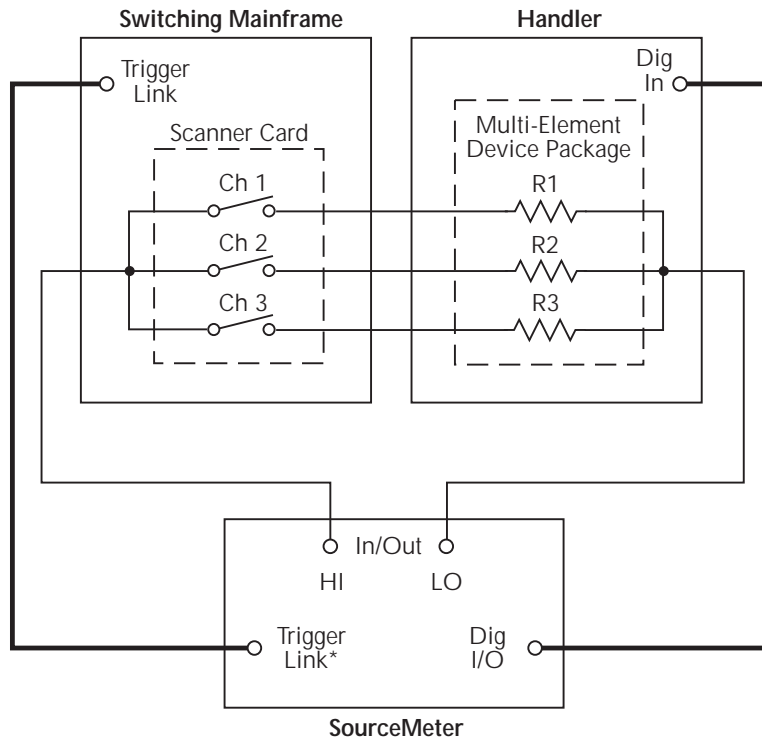 Switching Mainframe
Handler
Trigger
Link
Dig
In
Scanner Card
Multi-Element
Device Package
Ch 1
R1
Ch 2
R2
Ch 3
R3
In/Out
HI
LO
Trigger
Link*
Dig
I/O
SourceMeter